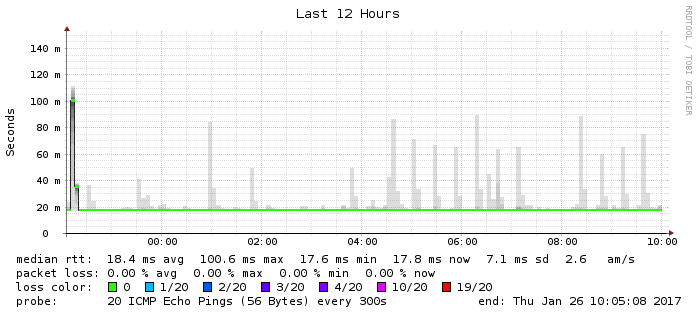 Last 12 Hours
RRDTOOL / TOBI OETIKER
Seconds
140 m
120 m
100 m
80 m
60 m
40 m
20 m
0
00:00 02:00 04:00 06:00 08:00 10:00
median rtt: 18.4 ms avg 100.6 ms max 17.6 ms min 17.8 ms now 7.1 ms sd 2.6 am/s
packet loss: 0.00 % avg 0.00 % max 0.00 % min 0.00 % now
loss color: 0 1/20 2/20 3/20 4/20 10/20 19/20
probe: 20 ICMP Echo Pings (56 Bytes) every 300s end: Thu Jan 26 10:05:08 2017